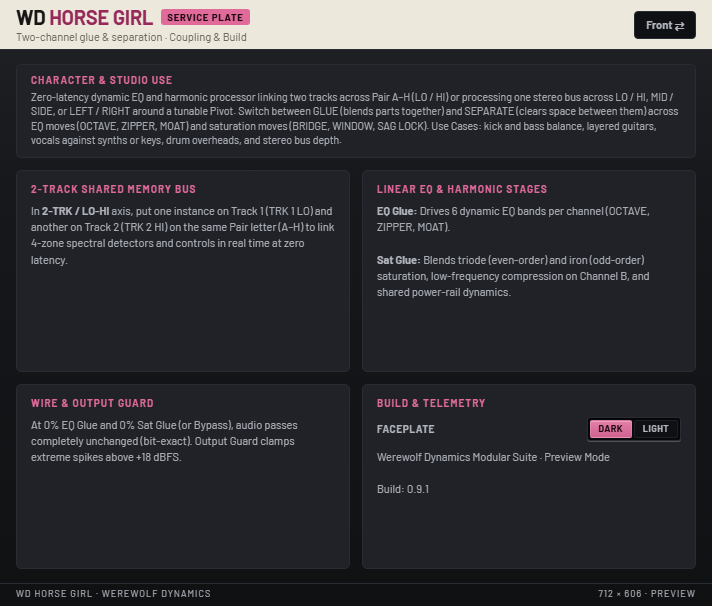 WD HORSE GIRL SERVICE PLATE
Two-channel glue & separation · Coupling & Build
Front ⇄
CHARACTER & STUDIO USE
Zero-latency dynamic EQ and harmonic processor linking two tracks across Pair A–H (LO / HI) or processing one stereo bus across LO / HI, MID /
SIDE, or LEFT / RIGHT around a tunable Pivot. Switch between GLUE (blends parts together) and SEPARATE (clears space between them) across
EQ moves (OCTAVE, ZIPPER, MOAT) and saturation moves (BRIDGE, WINDOW, SAG LOCK). Use Cases: kick and bass balance, layered guitars,
vocals against synths or keys, drum overheads, and stereo bus depth.
2-TRACK SHARED MEMORY BUS
In 2-TRK / LO-HI axis, put one instance on Track 1 (TRK 1 LO) and
another on Track 2 (TRK 2 HI) on the same Pair letter (A–H) to link
4-zone spectral detectors and controls in real time at zero
latency.
LINEAR EQ & HARMONIC STAGES
EQ Glue: Drives 6 dynamic EQ bands per channel (OCTAVE,
ZIPPER, MOAT).
Sat Glue: Blends triode (even-order) and iron (odd-order)
saturation, low-frequency compression on Channel B, and
shared power-rail dynamics.
WIRE & OUTPUT GUARD
At 0% EQ Glue and 0% Sat Glue (or Bypass), audio passes
completely unchanged (bit-exact). Output Guard clamps
extreme spikes above +18 dBFS.
BUILD & TELEMETRY
FACEPLATE DARK LIGHT
Werewolf Dynamics Modular Suite · Preview Mode
Build: 0.9.1
WD HORSE GIRL · WEREWOLF DYNAMICS
712 × 606 · PREVIEW